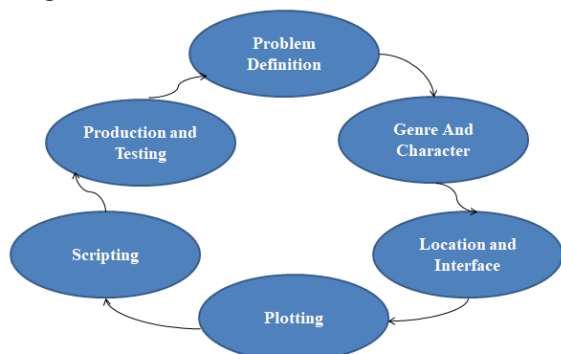 Problem
Definition
Genre And
Character
Location and
Interface
Plotting
Scripting
Production and
Testing